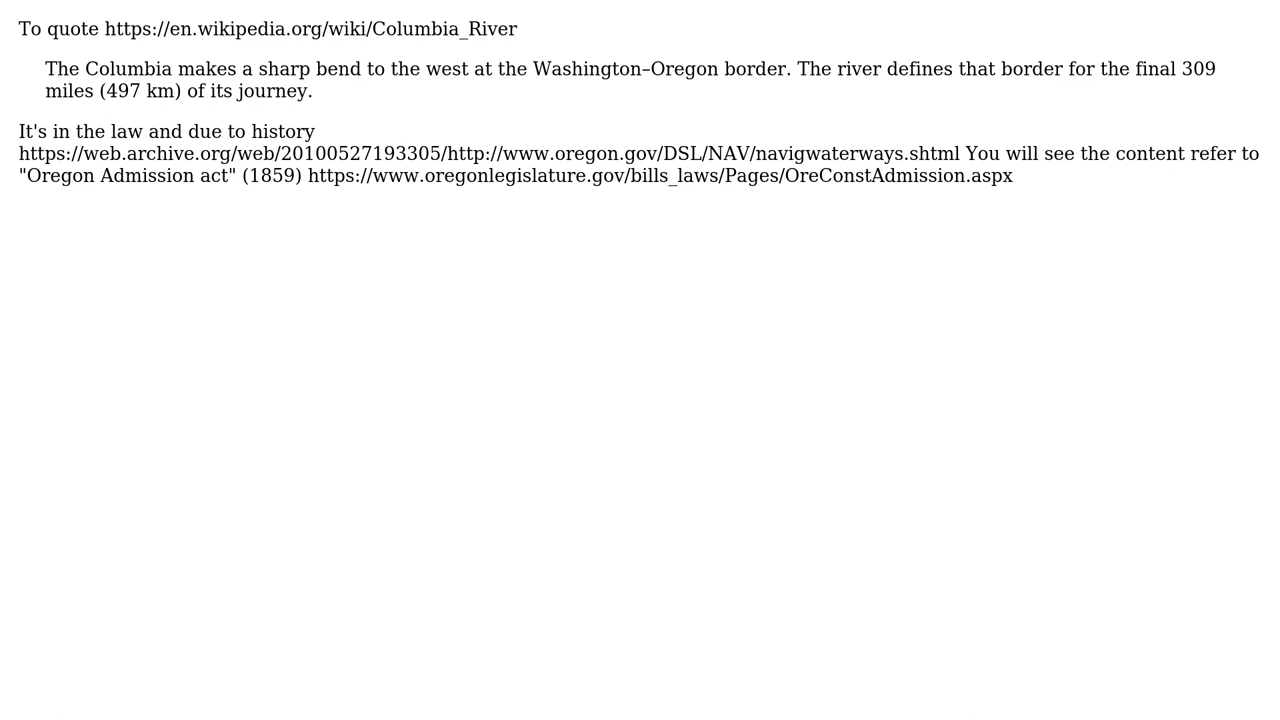 To quote https://en.wikipedia.org/wiki/Columbia_River
The Columbia makes a sharp bend to the west at the Washington–Oregon border. The river defines that border for the final 309
miles (497 km) of its journey.
It's in the law and due to history
https://web.archive.org/web/20100527193305/http://www.oregon.gov/DSL/NAV/navigwaterways.shtml You will see the content refer to
"Oregon Admission act" (1859) https://www.oregonlegislature.gov/bills_laws/Pages/OreConstAdmission.aspx